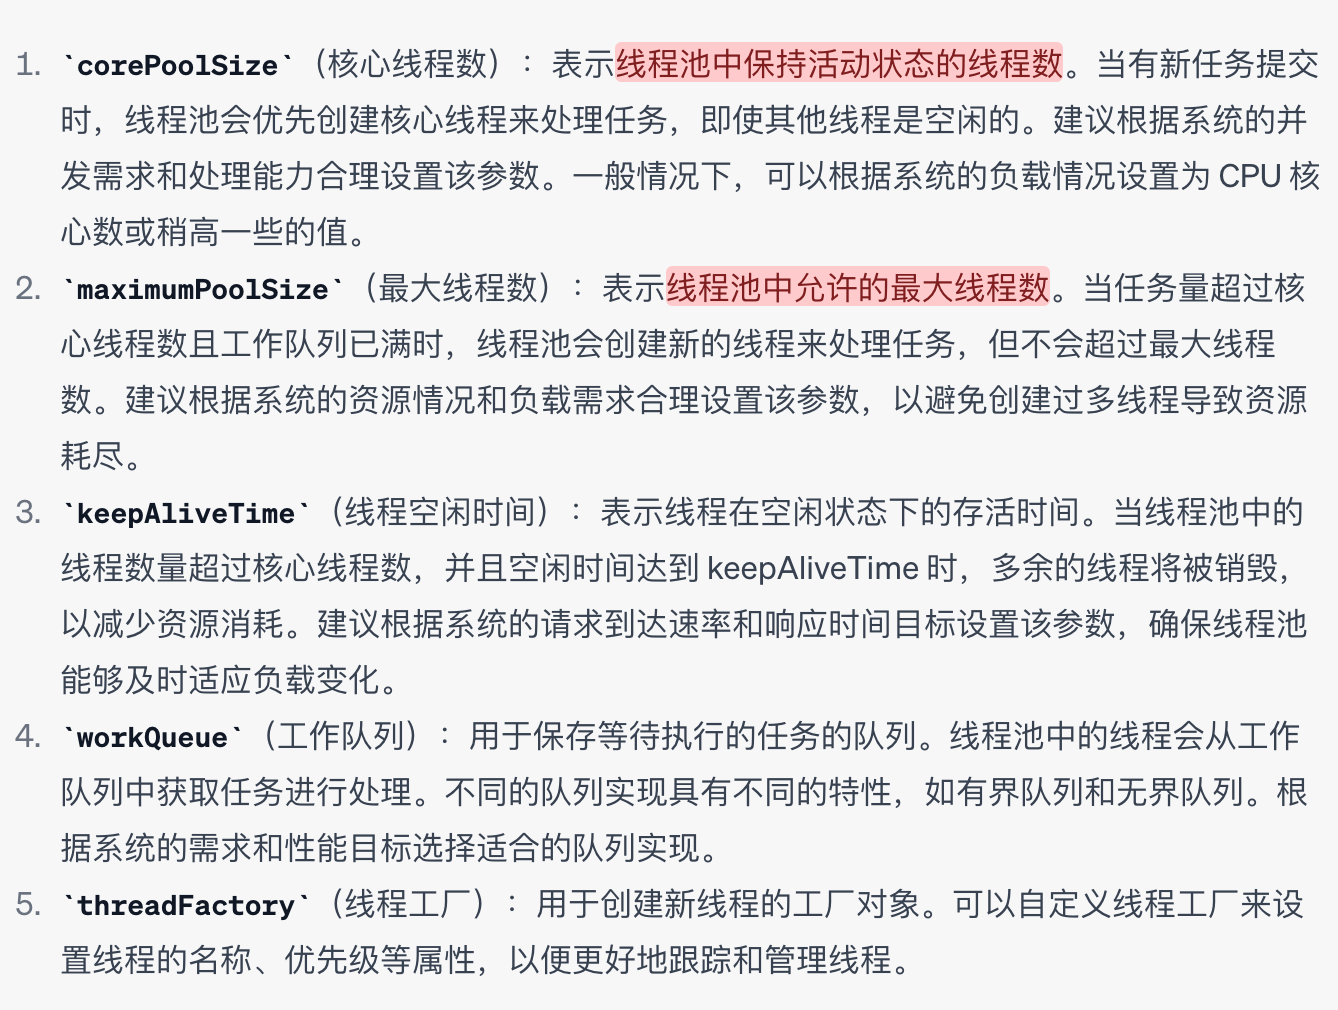 1. `corePoolSize`（核心线程数）：表示线程池中保持活动状态的线程数。当有新任务提交
时，线程池会优先创建核心线程来处理任务，即使其他线程是空闲的。建议根据系统的并
发需求和处理能力合理设置该参数。一般情况下，可以根据系统的负载情况设置为 CPU 核
心数或稍高一些的值。
2. `maximumPoolSize`（最大线程数）：表示线程池中允许的最大线程数。当任务量超过核
心线程数且工作队列已满时，线程池会创建新的线程来处理任务，但不会超过最大线程
数。建议根据系统的资源情况和负载需求合理设置该参数，以避免创建过多线程导致资源
耗尽。
3. `keepAliveTime`（线程空闲时间）：表示线程在空闲状态下的存活时间。当线程池中的
线程数量超过核心线程数，并且空闲时间达到 keepAliveTime 时，多余的线程将被销毁，
以减少资源消耗。建议根据系统的请求到达速率和响应时间目标设置该参数，确保线程池
能够及时适应负载变化。
4. `workQueue`（工作队列）：用于保存等待执行的任务的队列。线程池中的线程会从工作
队列中获取任务进行处理。不同的队列实现具有不同的特性，如有界队列和无界队列。根
据系统的需求和性能目标选择适合的队列实现。
5. `threadFactory`（线程工厂）：用于创建新线程的工厂对象。可以自定义线程工厂来设
置线程的名称、优先级等属性，以便更好地跟踪和管理线程。